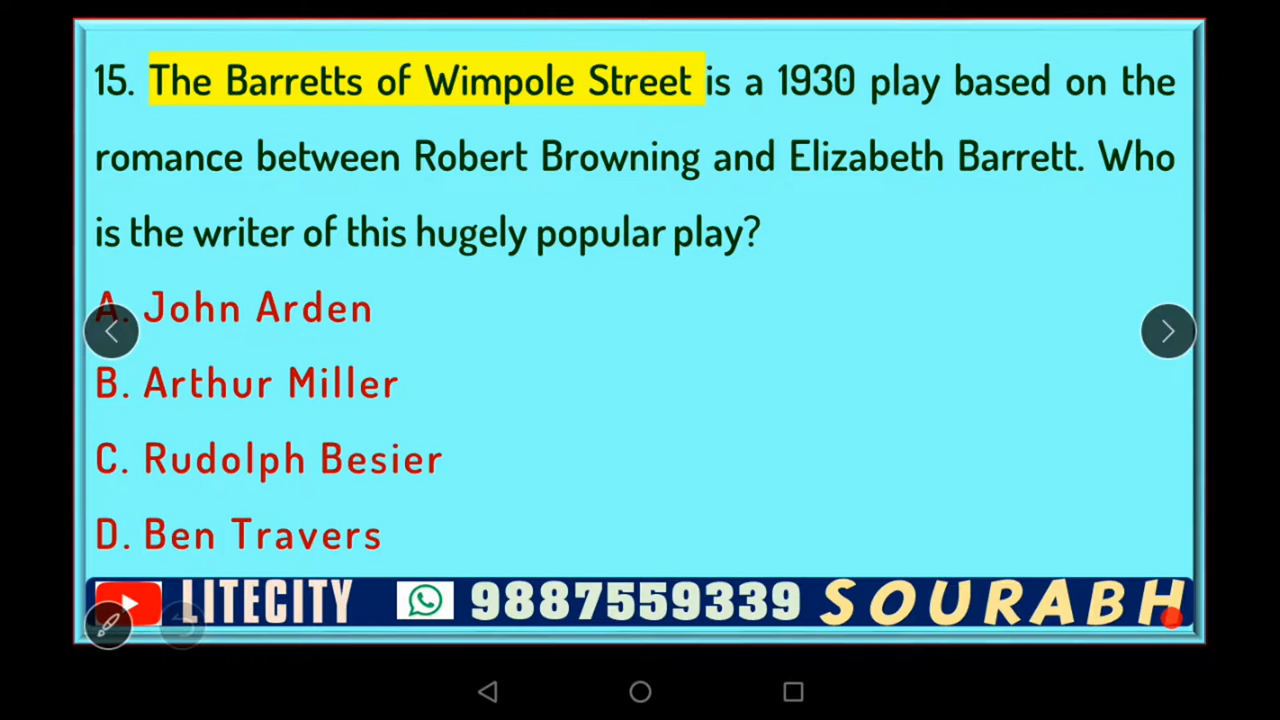 15. The Barretts of Wimpole Street is a 1930 play based on the
romance between Robert Browning and Elizabeth Barrett. Who
is the writer of this hugely popular play?
A. John Arden
B. Arthur Miller
C. Rudolph Besier
D. Ben Travers
LITECITY 9887559339 SOURABH